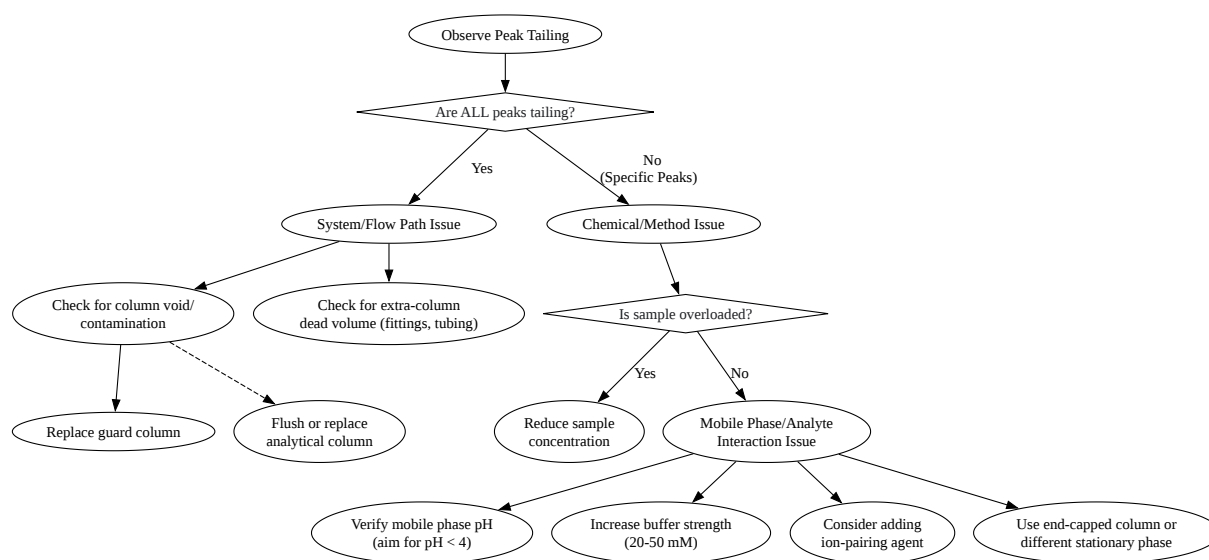 Observe Peak Tailing
Are ALL peaks tailing?
Yes
No
(Specific Peaks)
System/Flow Path Issue
Chemical/Method Issue
Check for column void/
contamination
Check for extra-column
dead volume (fittings, tubing)
Is sample overloaded?
Yes
No
Replace guard column
Flush or replace
analytical column
Reduce sample
concentration
Mobile Phase/Analyte
Interaction Issue
Verify mobile phase pH
(aim for pH < 4)
Increase buffer strength
(20-50 mM)
Consider adding
ion-pairing agent
Use end-capped column or
different stationary phase